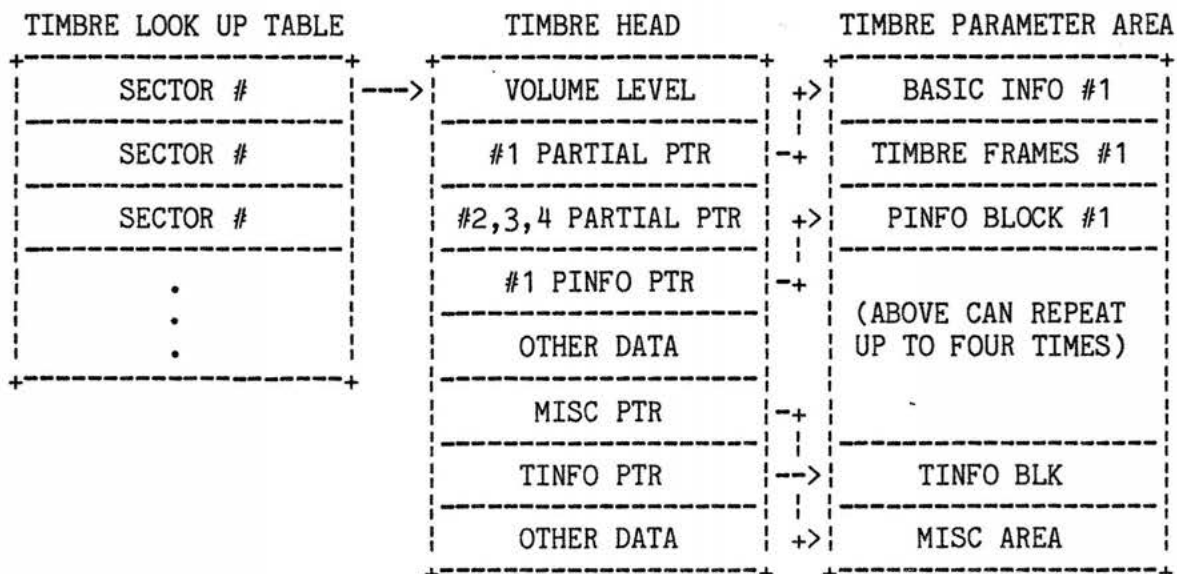 TIMBRE LOOK UP TABLE
TIMBRE HEAD
TIMBRE PARAMETER AREA
SECTOR #
SECTOR #
SECTOR #
VOLUME LEVEL
#1 PARTIAL PTR
#2,3,4 PARTIAL PTR
#1 PINFO PTR
OTHER DATA
MISC PTR
TINFO PTR
OTHER DATA
BASIC INFO #1
TIMBRE FRAMES #1
PINFO BLOCK #1
(ABOVE CAN REPEAT
UP TO FOUR TIMES)
TINFO BLK
MISC AREA